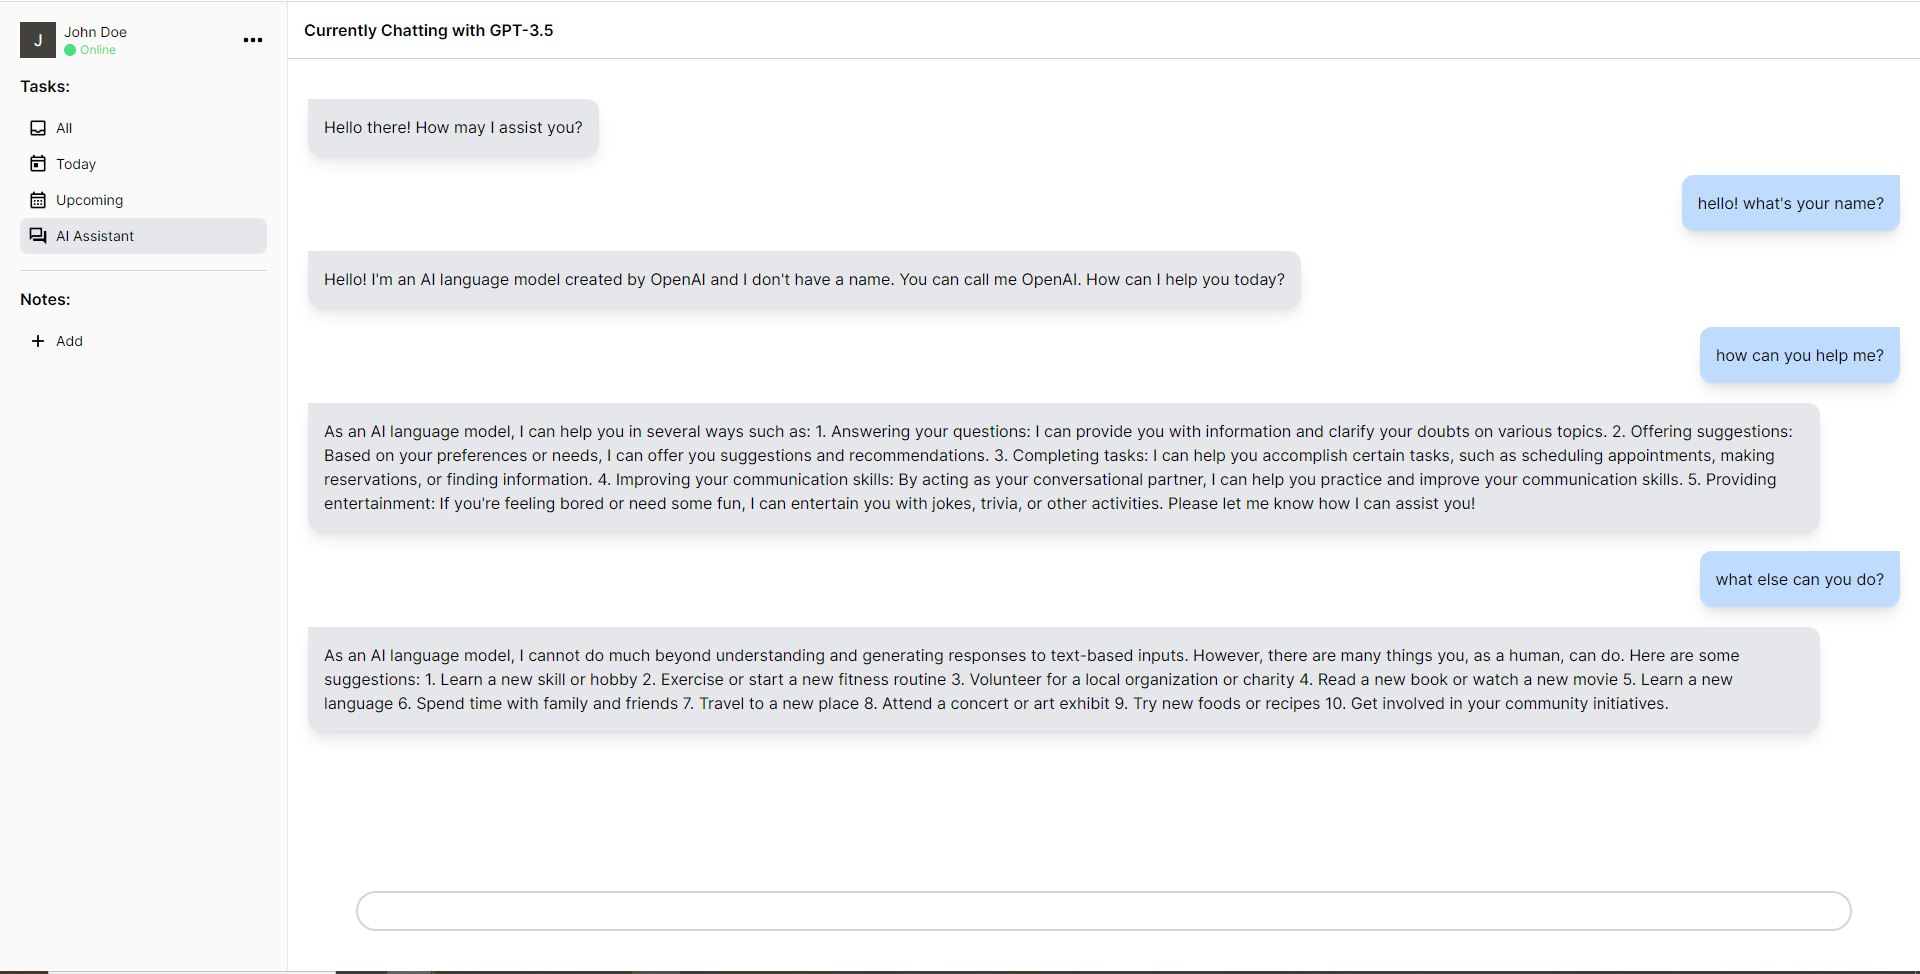 J
John Doe
Online
Tasks:
All
Today
Upcoming
AI Assistant
Notes:
Add
Currently Chatting with GPT-3.5
Hello there! How may I assist you?
hello! what's your name?
Hello! I'm an AI language model created by OpenAI and I don't have a name. You can call me OpenAI. How can I help you today?
how can you help me?
As an AI language model, I can help you in several ways such as: 1. Answering your questions: I can provide you with information and clarify your doubts on various topics. 2. Offering suggestions:
Based on your preferences or needs, I can offer you suggestions and recommendations. 3. Completing tasks: I can help you accomplish certain tasks, such as scheduling appointments, making
reservations, or finding information. 4. Improving your communication skills: By acting as your conversational partner, I can help you practice and improve your communication skills. 5. Providing
entertainment: If you're feeling bored or need some fun, I can entertain you with jokes, trivia, or other activities. Please let me know how I can assist you!
what else can you do?
As an AI language model, I cannot do much beyond understanding and generating responses to text-based inputs. However, there are many things you, as a human, can do. Here are some
suggestions: 1. Learn a new skill or hobby 2. Exercise or start a new fitness routine 3. Volunteer for a local organization or charity 4. Read a new book or watch a new movie 5. Learn a new
language 6. Spend time with family and friends 7. Travel to a new place 8. Attend a concert or art exhibit 9. Try new foods or recipes 10. Get involved in your community initiatives.